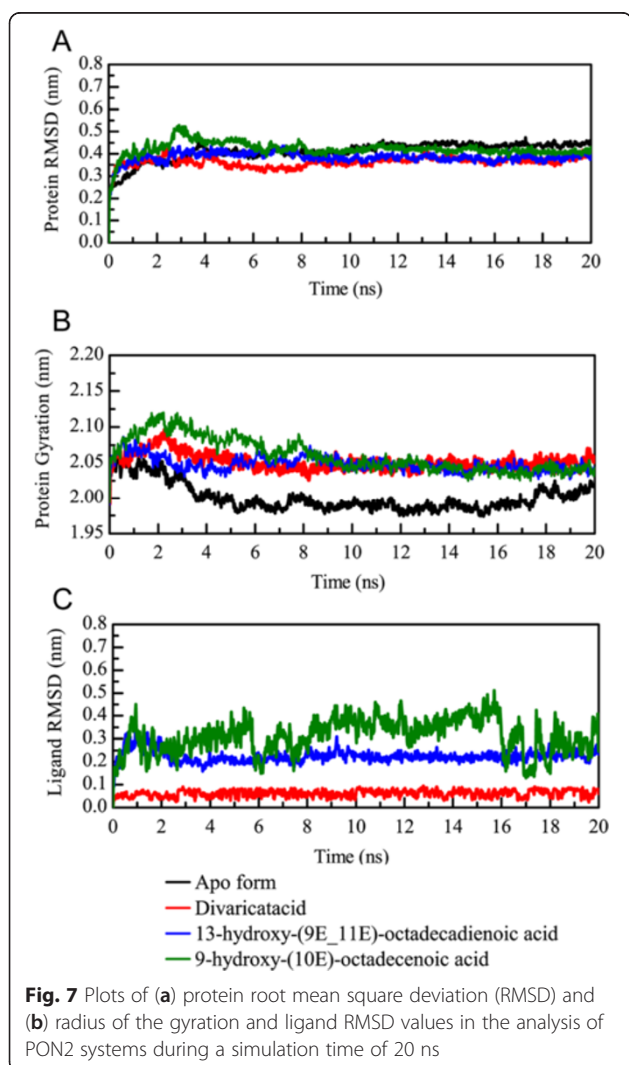 A
Protein RMSD (nm)
0.8
0.7
0.6
0.5
0.4
0.3
0.2
0.1
0.0
0 2 4 6 8 10 12 14 16 18 20
Time (ns)
B
Protein Gyration (nm)
2.20
2.15
2.10
2.05
2.00
1.95
0 2 4 6 8 10 12 14 16 18 20
Time (ns)
C
Ligand RMSD (nm)
0.8
0.7
0.6
0.5
0.4
0.3
0.2
0.1
0.0
0 2 4 6 8 10 12 14 16 18 20
Time (ns)
Apo form
Divaricatacid
13-hydroxy-(9E_11E)-octadecadienoic acid
9-hydroxy-(10E)-octadecenoic acid
Fig. 7 Plots of (a) protein root mean square deviation (RMSD) and
(b) radius of the gyration and ligand RMSD values in the analysis of
PON2 systems during a simulation time of 20 ns